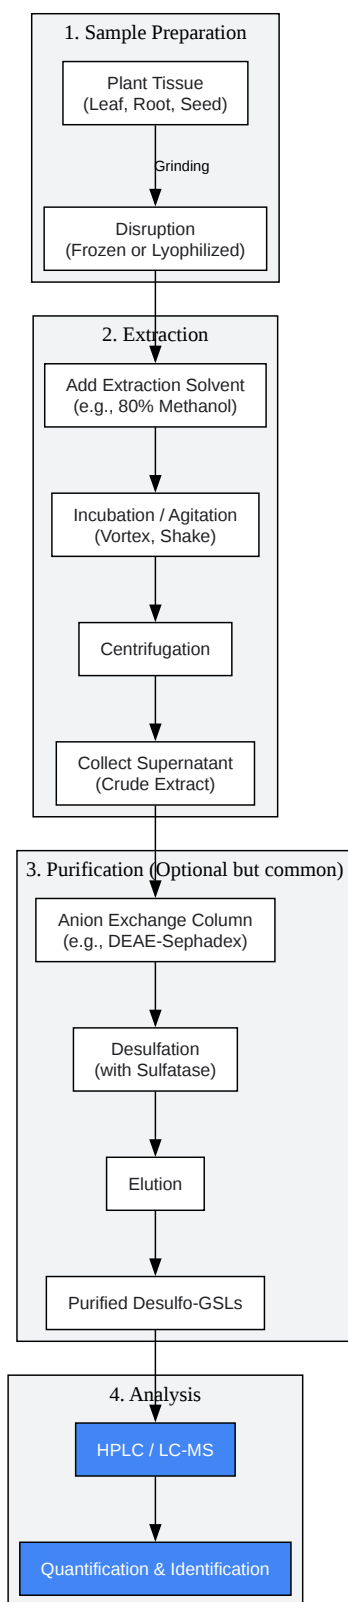 1. Sample Preparation
Plant Tissue
(Leaf, Root, Seed)
Grinding
Disruption
(Frozen or Lyophilized)
2. Extraction
Add Extraction Solvent
(e.g., 80% Methanol)
Incubation / Agitation
(Vortex, Shake)
Centrifugation
Collect Supernatant
(Crude Extract)
3. Purification (Optional but common)
Anion Exchange Column
(e.g., DEAE-Sephadex)
Desulfation
(with Sulfatase)
Elution
Purified Desulfo-GSLs
4. Analysis
HPLC / LC-MS
Quantification & Identification